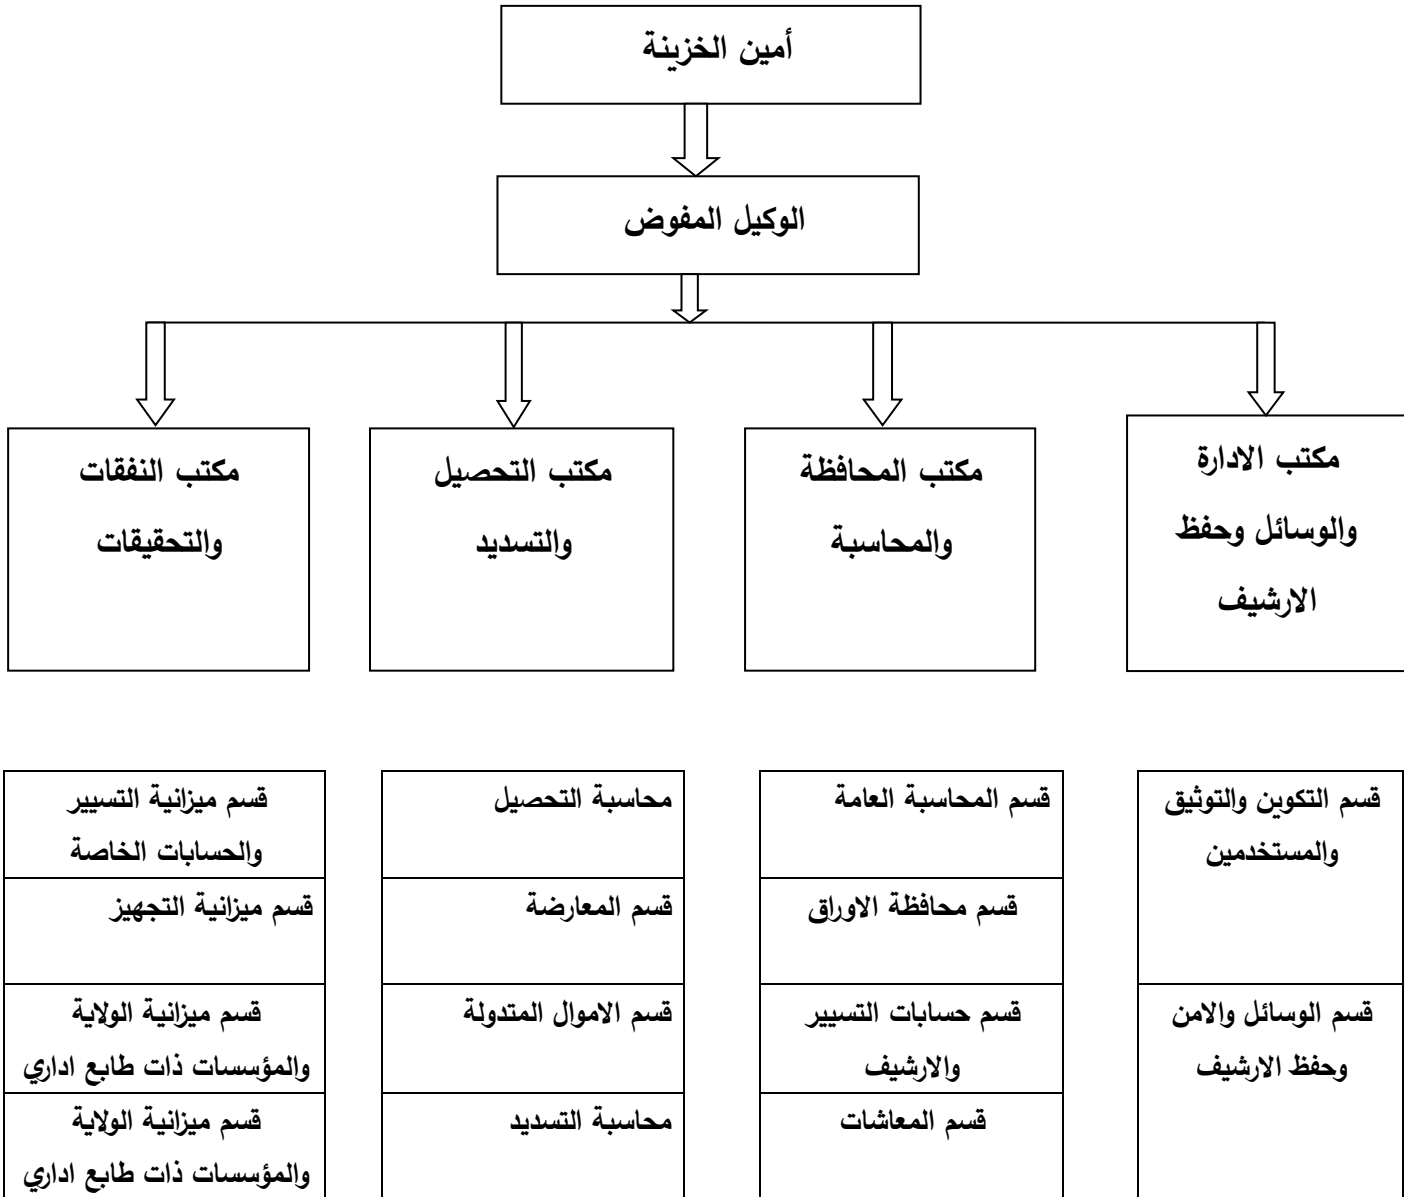 أمين الخزينة
الوكيل المفوض
مكتب الادارة
والوسائل وحفظ
الارشيف
مكتب المحافظة
والمحاسبة
مكتب التحصيل
والتسديد
مكتب النفقات
والتحقيقات
قسم التكوين والتوثيق
والمستخدمين
قسم الوسائل والامن
وحفظ الارشيف
قسم المحاسبة العامة
قسم محافظة الاوراق
قسم حسابات التسيير
والارشيف
قسم المعاشات
محاسبة التحصيل
قسم المعارضة
قسم الاموال المتدولة
محاسبة التسديد
قسم ميزانية التسيير
والحسابات الخاصة
قسم ميزانية التجهيز
قسم ميزانية الولاية
والمؤسسات ذات طابع اداري
قسم ميزانية الولاية
والمؤسسات ذات طابع اداري